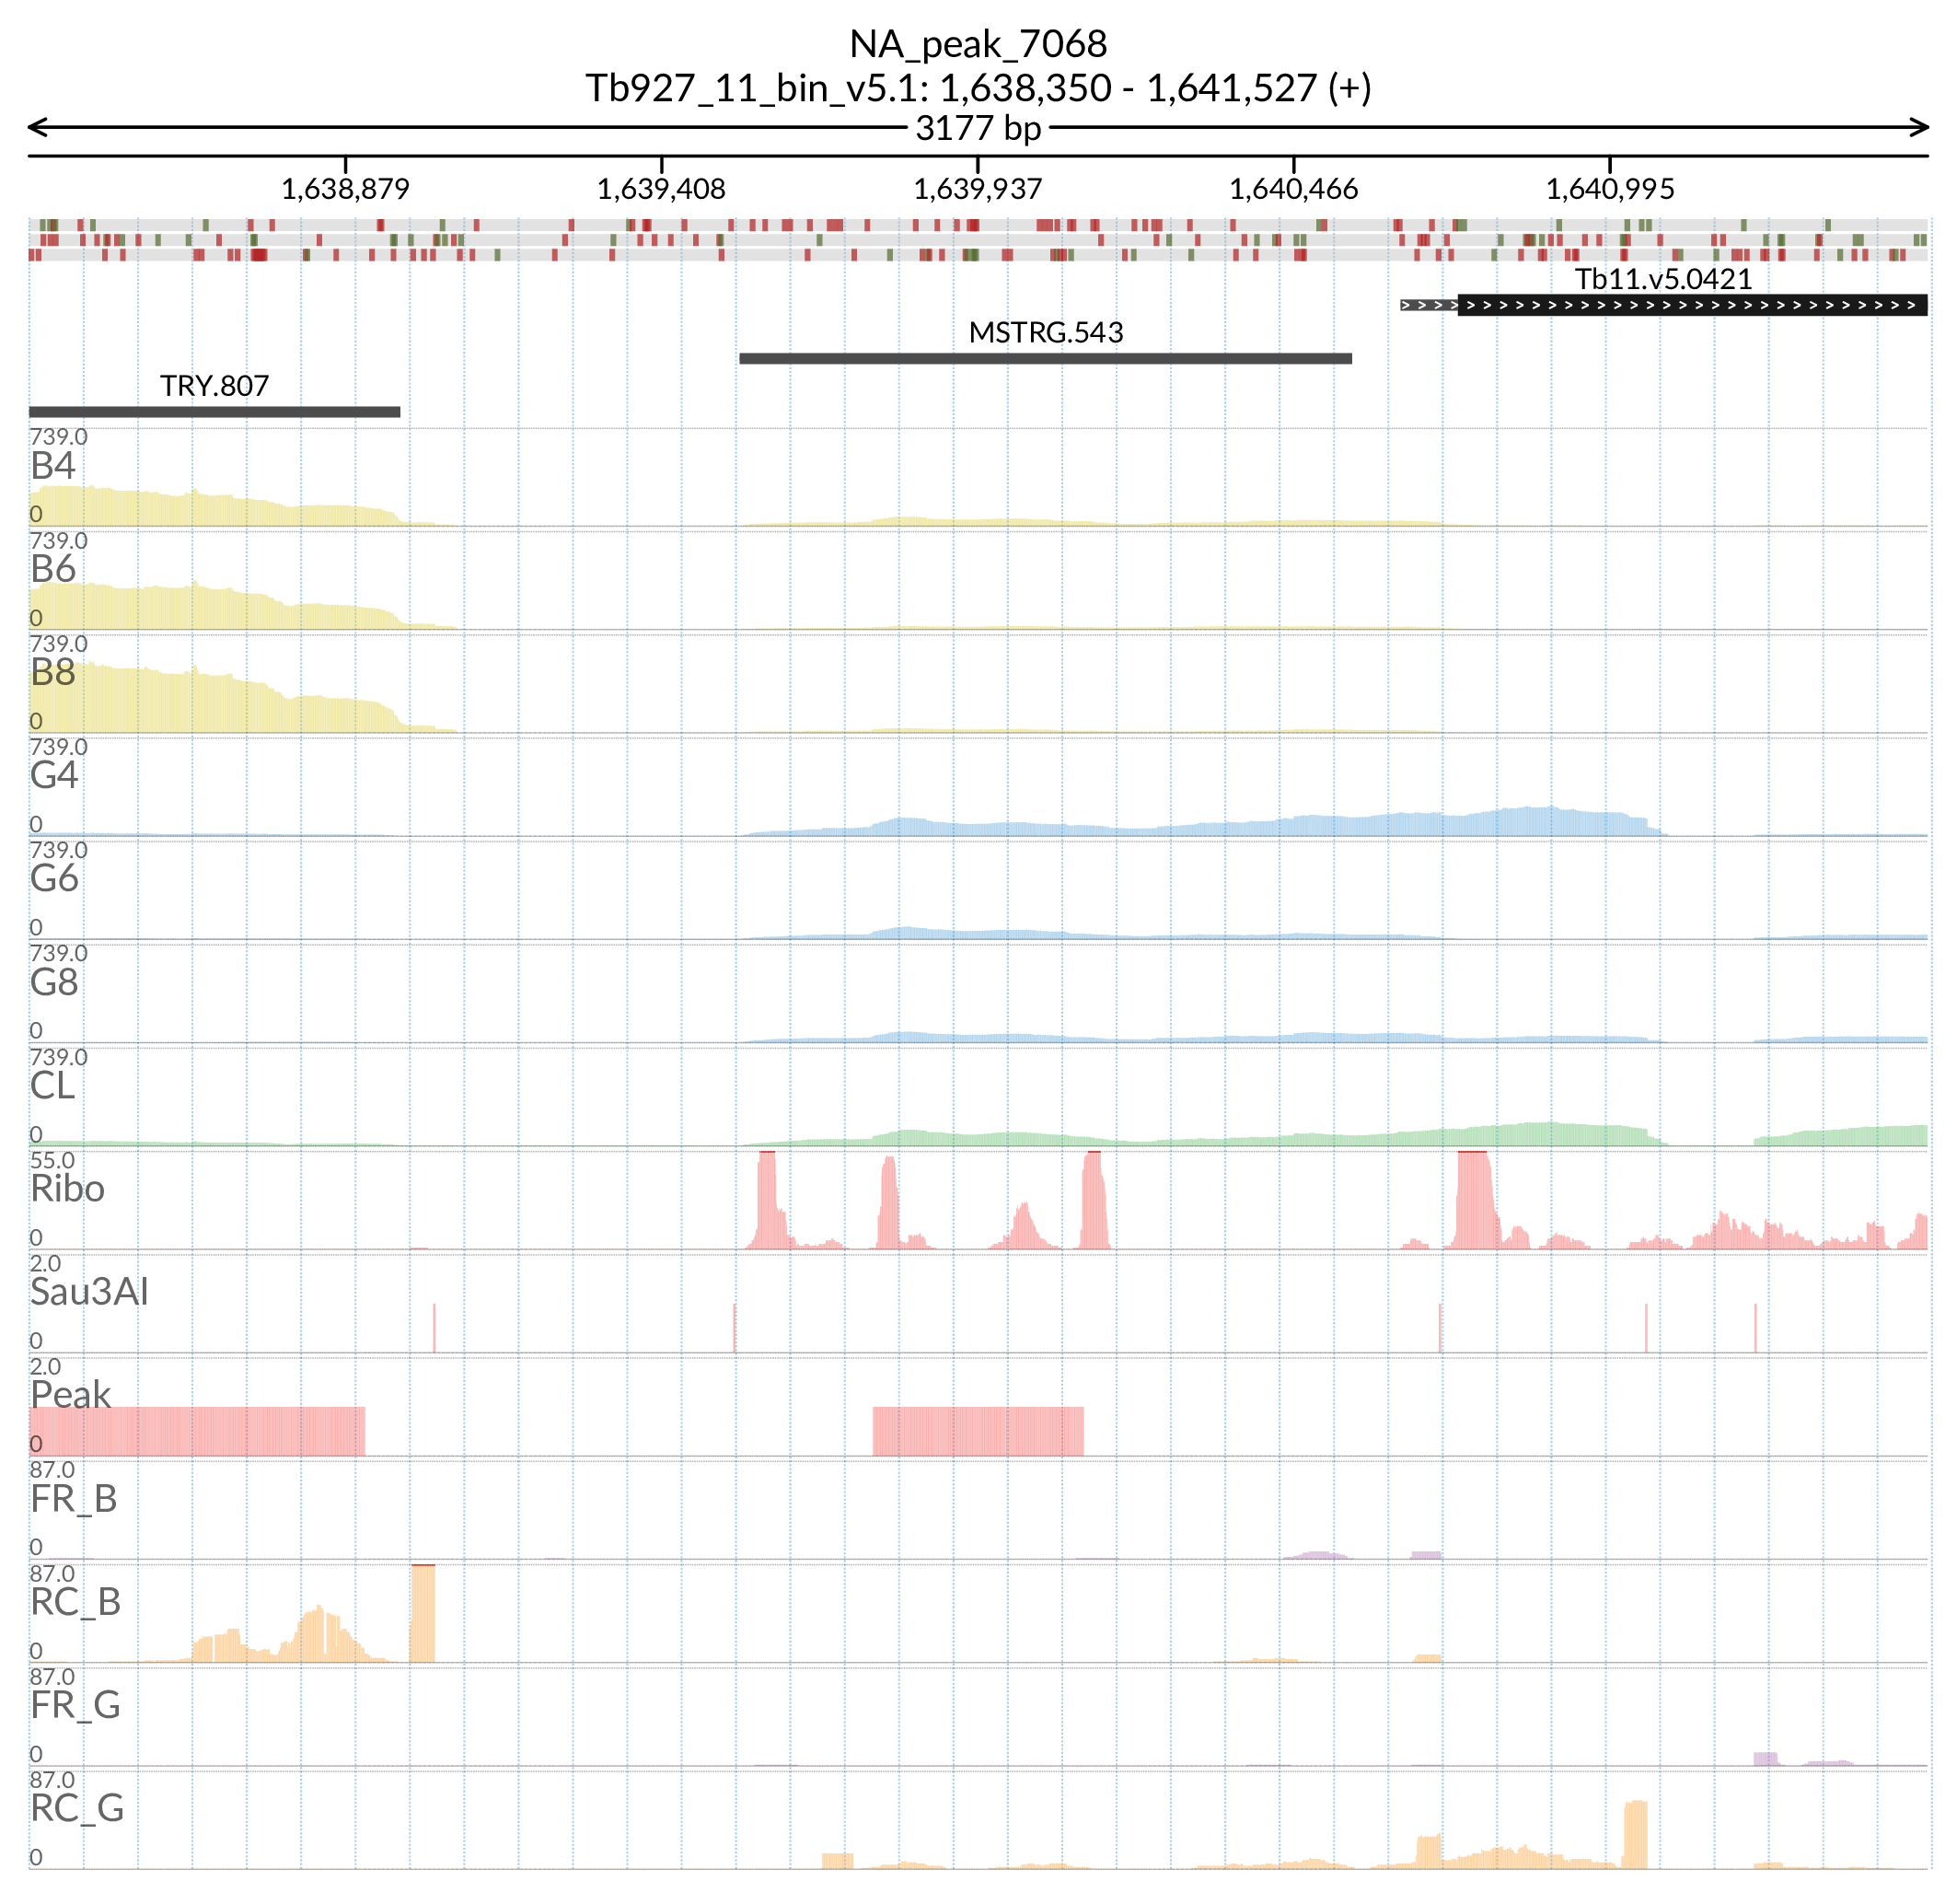 NA_peak_7068
Tb927_11_bin_v5.1: 1,638,350 - 1,641,527 (+)
3177 bp
1,638,879 1,639,408 1,639,937 1,640,466 1,640,995
Tb11.v5.0421
MSTRG.543
TRY.807
739.0
B4
0
739.0
B6
0
739.0
B8
0
739.0
G4
0
739.0
G6
0
739.0
G8
0
739.0
CL
0
55.0
Ribo
0
2.0
Sau3AI
0
2.0
Peak
0
87.0
FR_B
0
87.0
RC_B
0
87.0
FR_G
0
87.0
RC_G
0